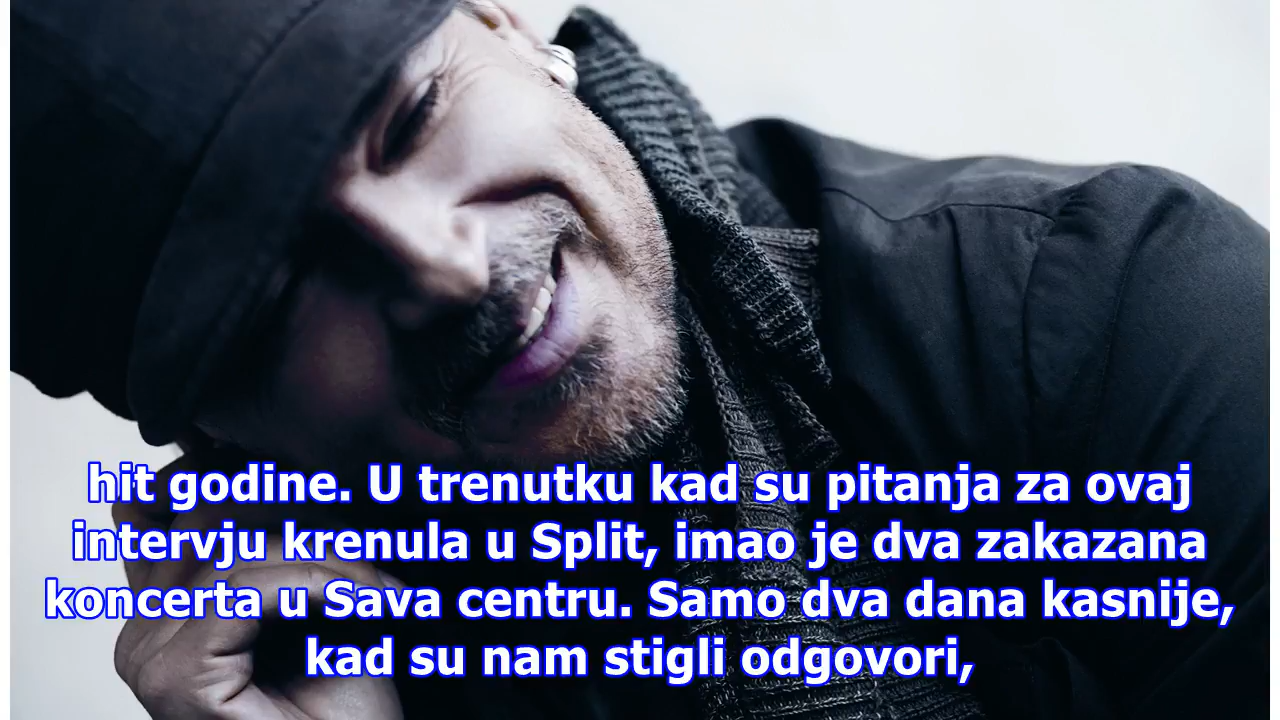 hit godine. U trenutku kad su pitanja za ovaj
intervju krenula u Split, imao je dva zakazana
koncerta u Sava centru. Samo dva dana kasnije,
kad su nam stigli odgovori,